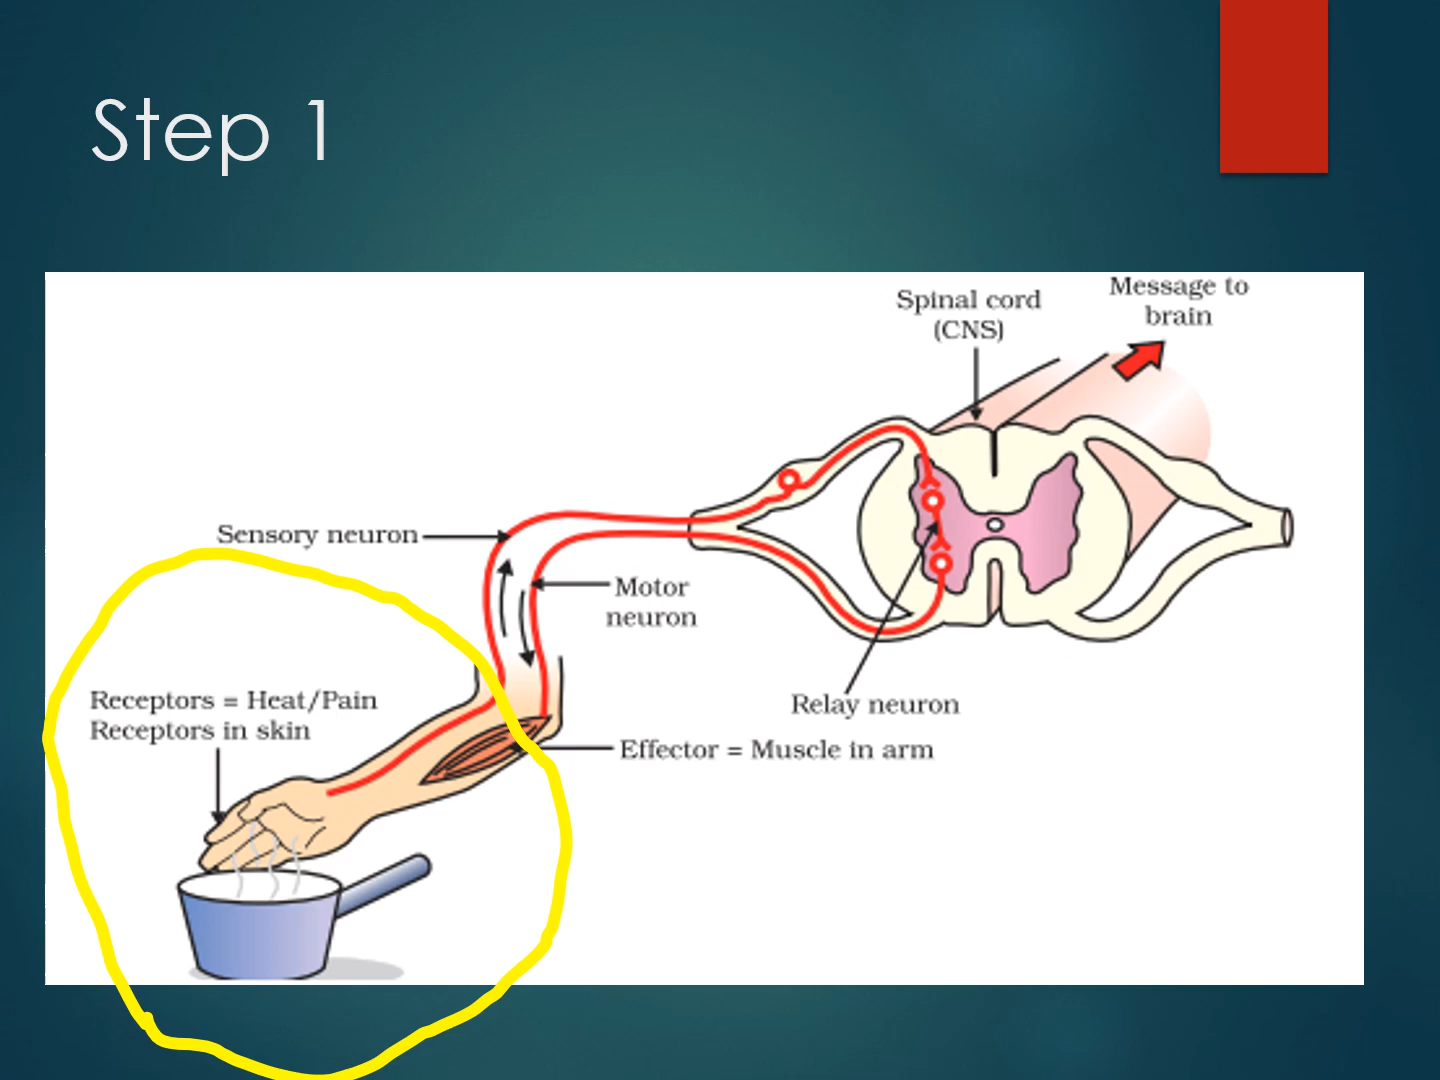 Step 1
Message to
brain
Spinal cord
(CNS)
Sensory neuron
Motor
neuron
Receptors = Heat/Pain
Receptors in skin
Relay neuron
Effector = Muscle in arm